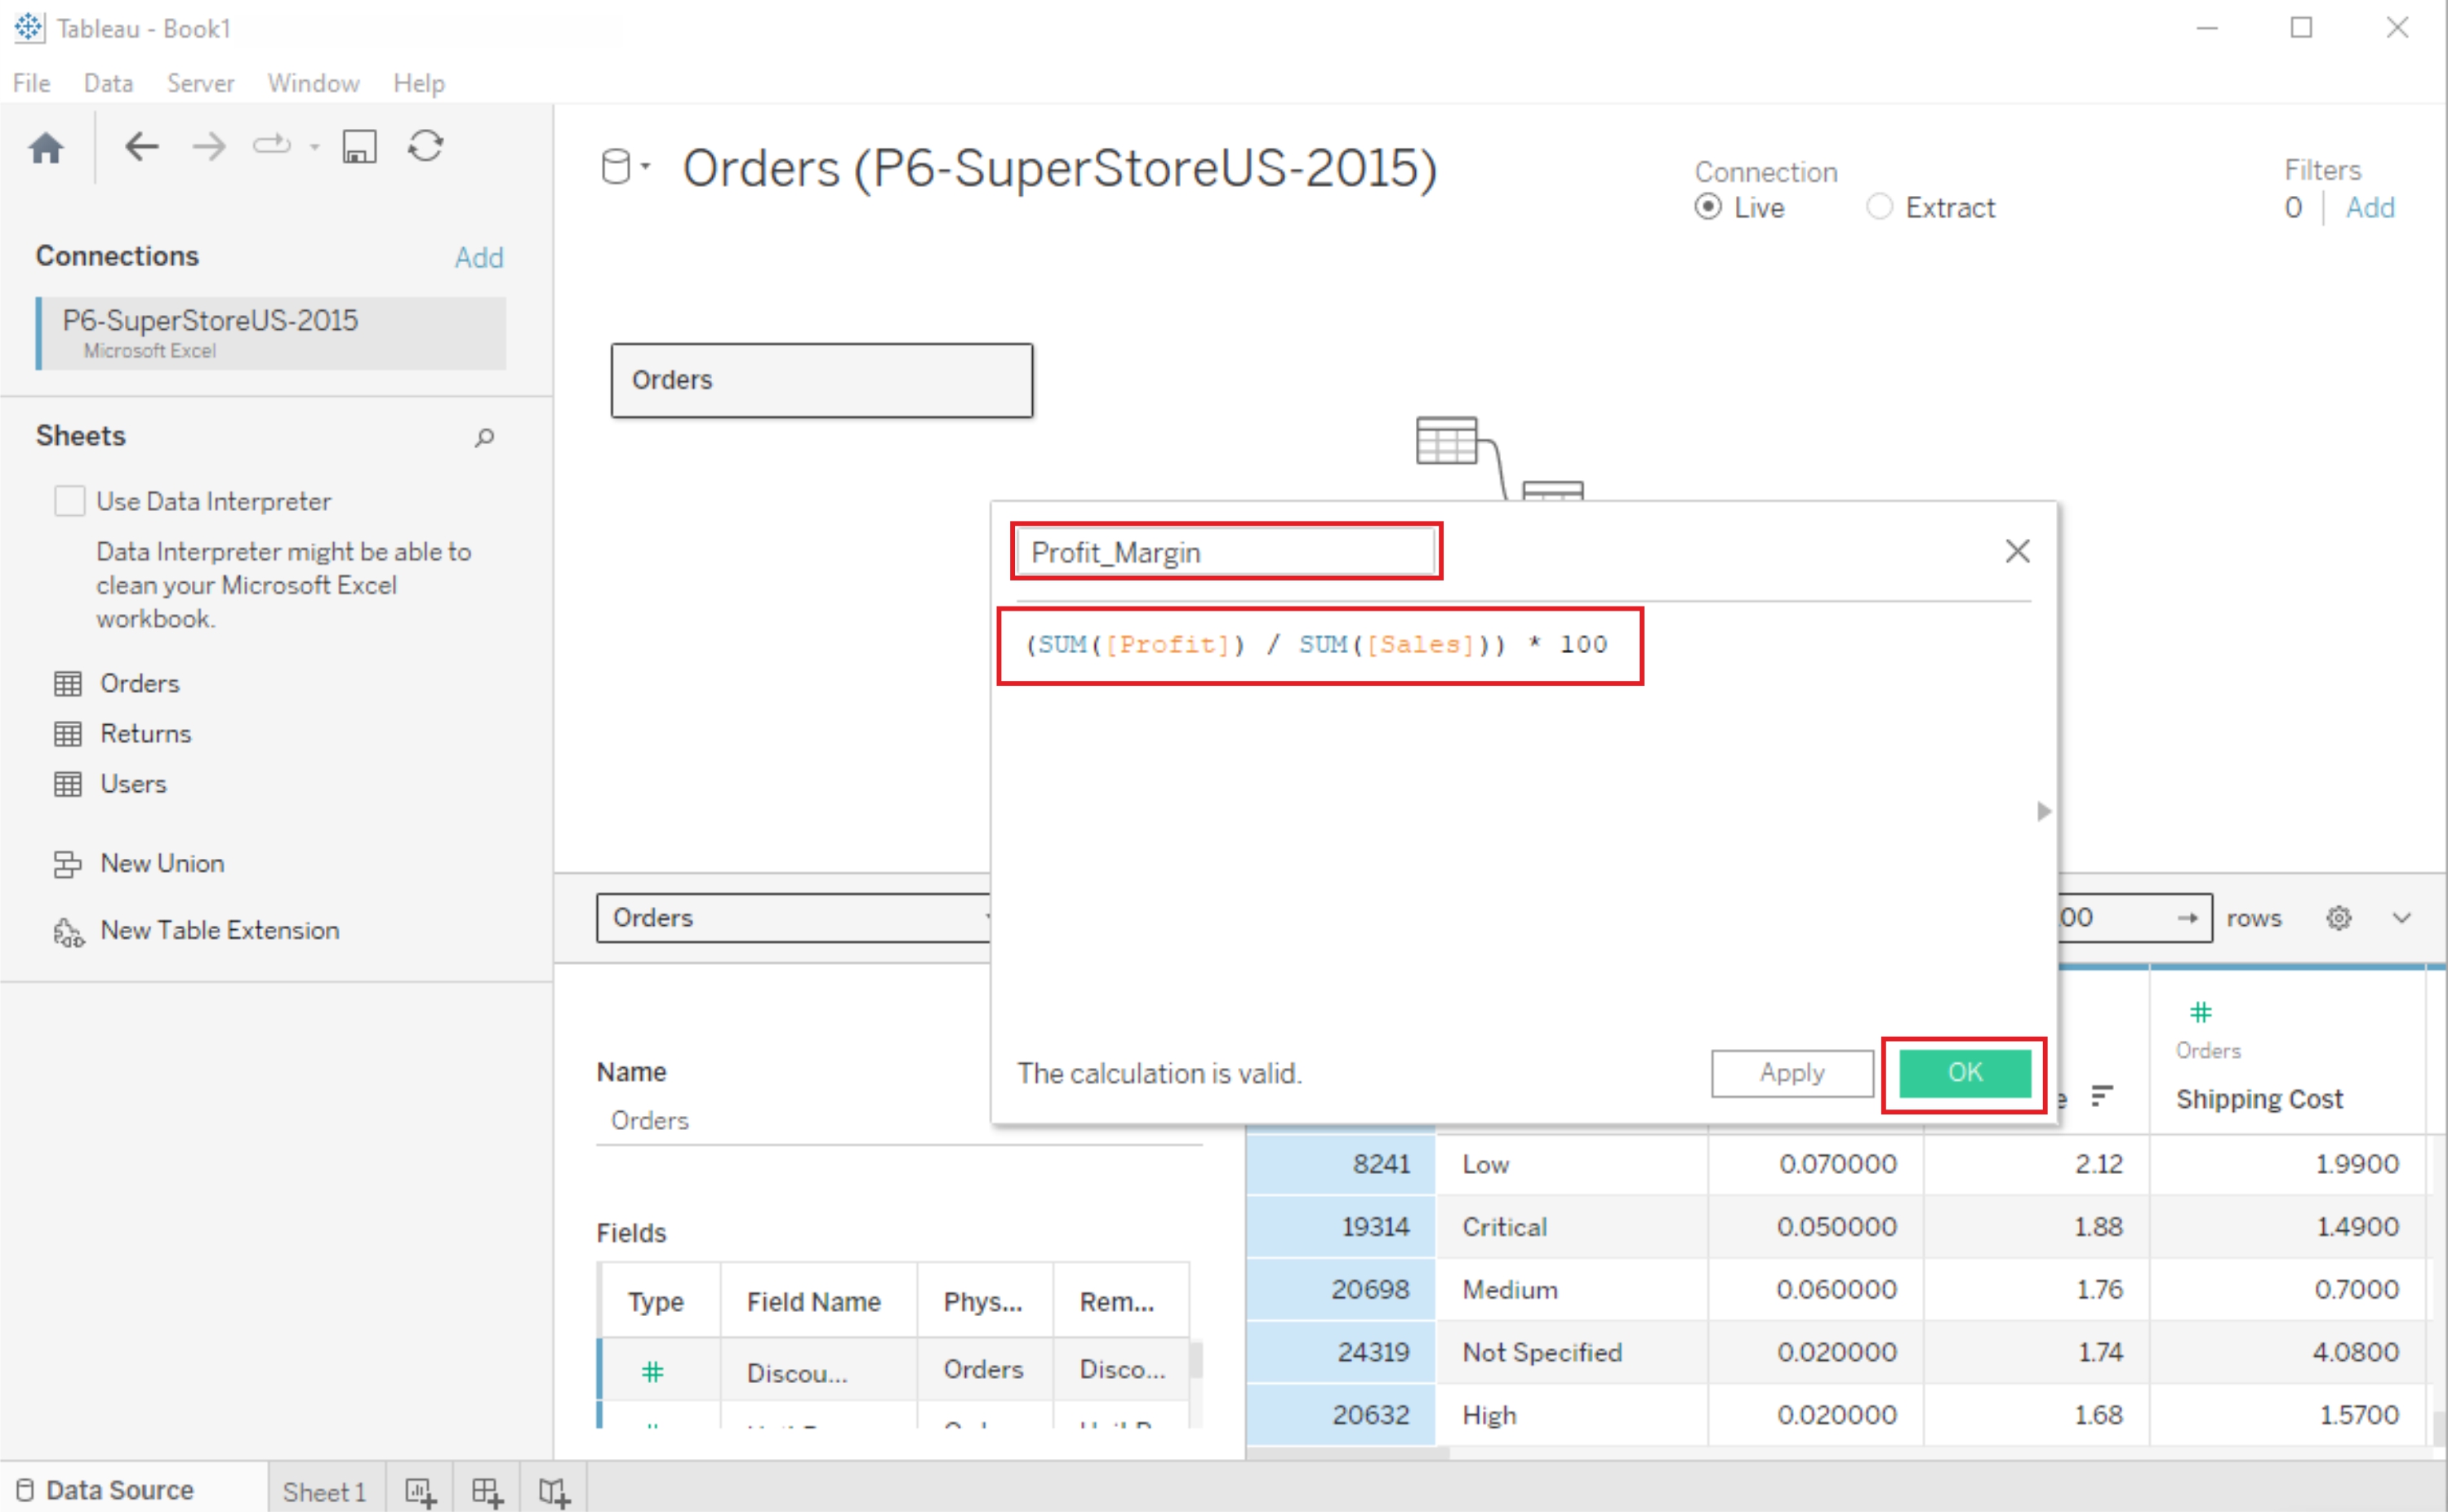 Tableau - Book1
File Data Server Window Help
Orders (P6-SuperStoreUS-2015)
Connection
Live Extract
Filters
0 Add
Connections Add
P6-SuperStoreUS-2015
Microsoft Excel
Orders
Sheets
Use Data Interpreter
Data Interpreter might be able to
clean your Microsoft Excel
workbook.
Orders
Returns
Users
New Union
New Table Extension
Profit_Margin
(SUM([Profit]) / SUM([Sales])) * 100
The calculation is valid.
Apply OK
Orders
00 rows
Name
Orders
Fields
Type Field Name Phys... Rem...
Discou... Orders Disco...
Orders
e Shipping Cost
8241 Low 0.070000 2.12 1.9900
19314 Critical 0.050000 1.88 1.4900
20698 Medium 0.060000 1.76 0.7000
24319 Not Specified 0.020000 1.74 4.0800
20632 High 0.020000 1.68 1.5700
Data Source Sheet 1